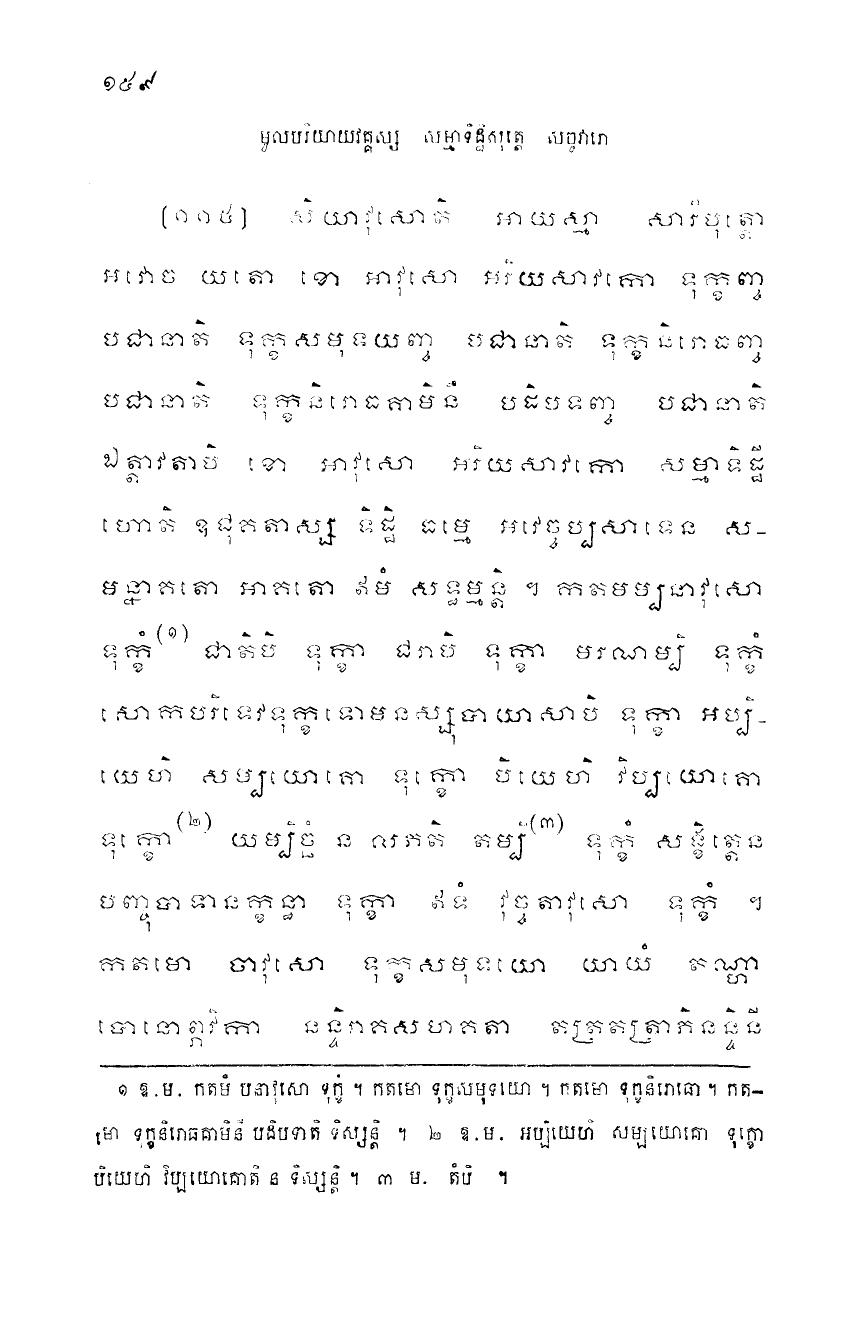 ១៥៩
មូលបរិយាយវគ្គស្ស សម្មាទិដ្ឋិសុត្តេ សច្ចវារោ
[១១៥] សិយាវុសោតិ អាយស្មា សារីបុត្តោ
អវោច យតោ ខោ អាវុសោ អរិយសាវកោ ទុក្ខញ្ច
បជានាតិ ទុក្ខសមុទយញ្ច បជានាតិ ទុក្ខនិរោធញ្ច
បជានាតិ ទុក្ខនិរោធគាមិនឹ បដិបទញ្ច បជានាតិ
ឯត្តាវតាបិ ខោ អាវុសោ អរិយសាវកោ សម្មាទិដ្ឋី
ហោតិ ឧជុគតាស្ស ទិដ្ឋិ ធម្មេ អវេច្ចប្បសាទេន ស-
មន្នាគតោ អាគតោ ឥមំ សទ្ធម្មន្តិ ។ កតមម្បនាវុសោ
ទុក្ខំ(១) ជាតិបិ ទុក្ខា ជរាបិ ទុក្ខា មរណម្បិ ទុក្ខំ
សោកបរិទេវទុក្ខទោមនស្សុបាយាសាបិ ទុក្ខា អប្បិ-
យេហិ សម្បយោគោ ទុក្ខោ បិយេហិ វិប្បយោគោ
ទុក្ខោ(២) យម្បិច្ឆំ ន លភតិ តម្បិ(៣) ទុក្ខំ សង្ខិត្តេន
បញ្ចុបាទានក្ខន្ធា ទុក្ខា ឥទំ វុច្ចតាវុសោ ទុក្ខំ ។
កតមោ ចាវុសោ ទុក្ខសមុទយោ យាយំ តណ្ហា
បោនោព្ភវិកា នន្ទិរាគសហគតា តត្រតត្រាភិនន្ទិនី
១ ឱ.ម. កតមំ បនាវុសោ ទុក្ខំ ។ កតមោ ទុក្ខសមុទយោ ។ កតមោ ទុក្ខនិរោធោ ។ កត-
មា ទុក្ខនិរោធគាមិនី បដិបទាតិ ទិស្សន្តិ ។ ២ ឱ.ម. អប្បិយេហិ សម្បយោគោ ទុក្ខោ
បិយេហិ វិប្បយោគោតិ ន ទិស្សន្តិ ។ ៣ ម. តំបិ ។